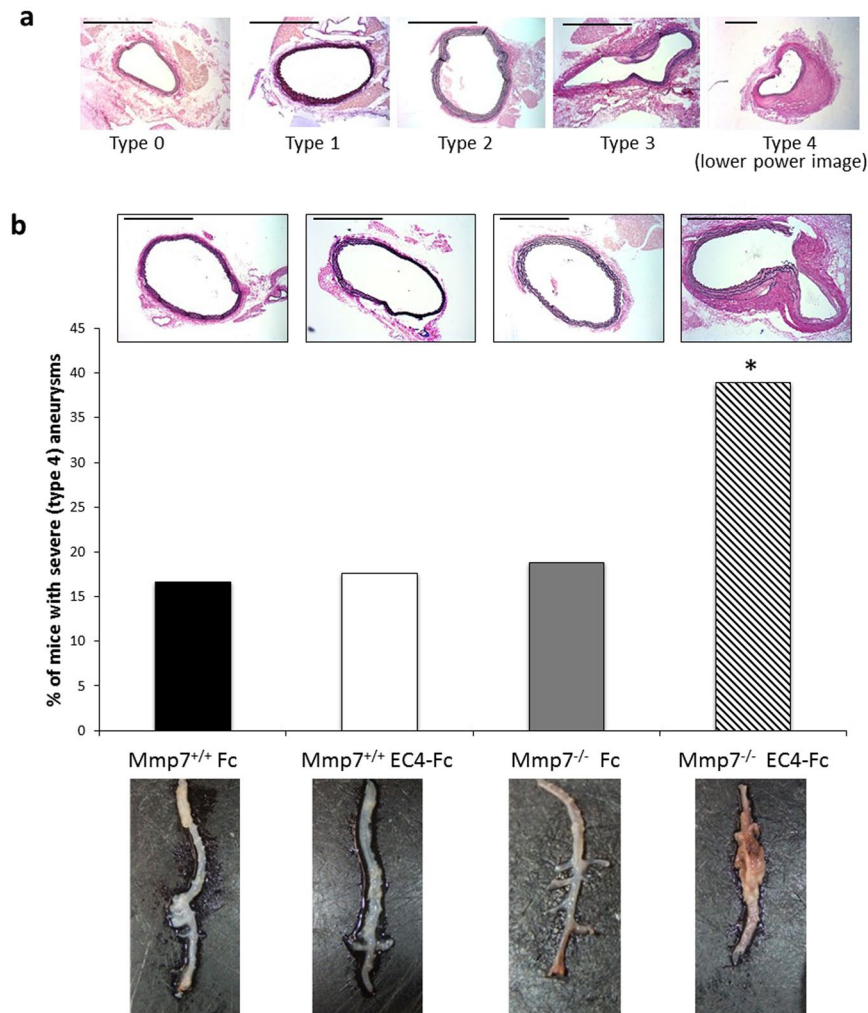 a
Type 0
Type 1
Type 2
Type 3
Type 4
(lower power image)
b
% of mice with severe (type 4) aneurysms
45
40
35
30
25
20
15
10
5
0
*
Mmp7+/+ Fc
Mmp7+/+ EC4-Fc
Mmp7-/- Fc
Mmp7-/- EC4-Fc